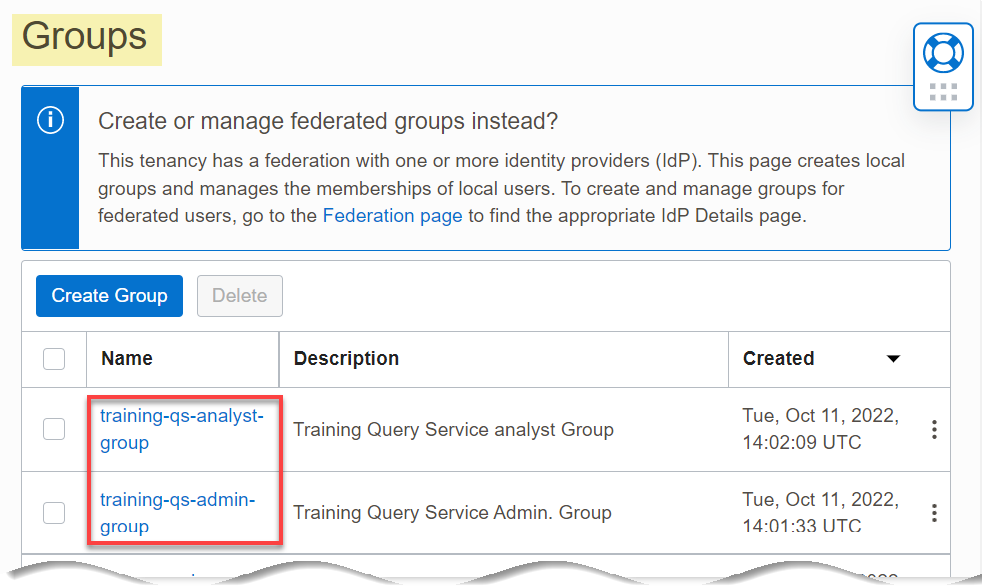 Groups
Create or manage federated groups instead?
This tenancy has a federation with one or more identity providers (IdP). This page creates local
groups and manages the memberships of local users. To create and manage groups for
federated users, go to the Federation page to find the appropriate IdP Details page.
Create Group Delete
Name Description Created
training-qs-analyst-
group
Training Query Service analyst Group
Tue, Oct 11, 2022,
14:02:09 UTC
training-qs-admin-
group
Training Query Service Admin. Group
Tue, Oct 11, 2022,
14:01:33 UTC